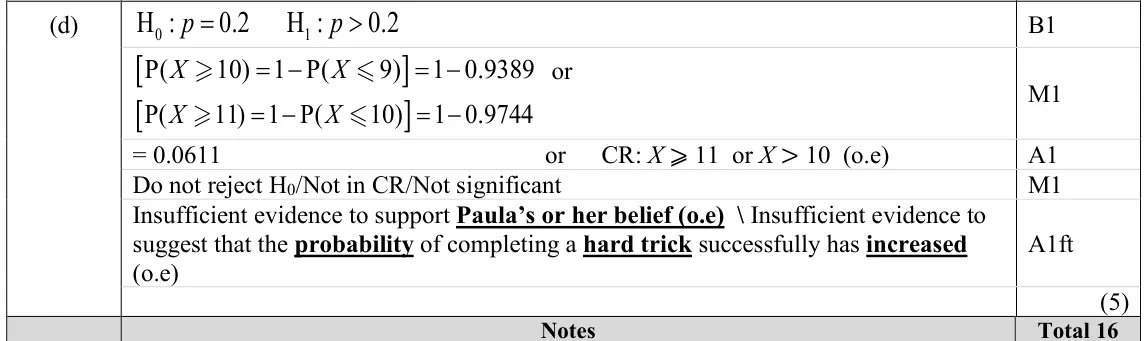 (d) H₀ : p = 0.2 H₁ : p > 0.2 B1
[P(X ⩾ 10) = 1 − P(X ⩽ 9)] = 1 − 0.9389 or
[P(X ⩾ 11) = 1 − P(X ⩽ 10)] = 1 − 0.9744
M1
= 0.0611 or CR: X ⩾ 11 or X > 10 (o.e) A1
Do not reject H₀/Not in CR/Not significant M1
Insufficient evidence to support Paula’s or her belief (o.e) \ Insufficient evidence to
suggest that the probability of completing a hard trick successfully has increased
(o.e)
A1ft
(5)
Notes Total 16